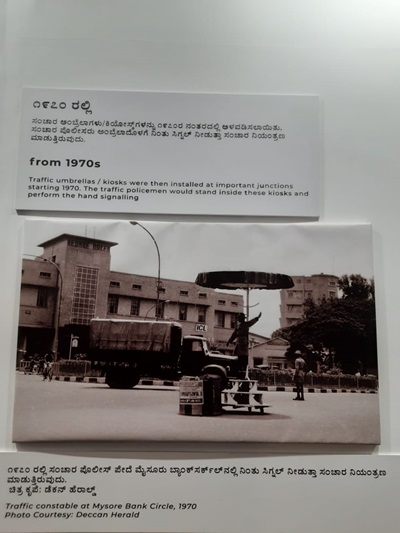 ೧೯೭೦ ರಲ್ಲಿ
ಸಂಚಾರ ಅಂಬ್ರೆಲಾಗಳು/ಕಿಯೋಸ್ಕ್‌ಗಳನ್ನು ೧೯೭೦ರ ನಂತರದಲ್ಲಿ ಅಳವಡಿಸಲಾಯಿತು.
ಸಂಚಾರ ಪೊಲೀಸರು ಅಂಬ್ರೆಲಾದೊಳಗೆ ನಿಂತು ಸಿಗ್ನಲ್ ನೀಡುತ್ತಾ ಸಂಚಾರ ನಿಯಂತ್ರಣ
ಮಾಡುತ್ತಿರುವುದು.
from 1970s
Traffic umbrellas / kiosks were then installed at important junctions
starting 1970. The traffic policemen would stand inside these kiosks and
perform the hand signalling
ICI
೧೯೭೦ ರಲ್ಲಿ ಸಂಚಾರ ಪೊಲೀಸ್ ಪೇದೆ ಮೈಸೂರು ಬ್ಯಾಂಕ್‌ಸರ್ಕಲ್‌ನಲ್ಲಿ ನಿಂತು ಸಿಗ್ನಲ್ ನೀಡುತ್ತಾ ಸಂಚಾರ ನಿಯಂತ್ರಣ
ಮಾಡುತ್ತಿರುವುದು.
ಚಿತ್ರ ಕೃಪೆ: ಡೆಕನ್ ಹೆರಾಲ್ಡ್
Traffic constable at Mysore Bank Circle, 1970
Photo Courtesy: Deccan Herald